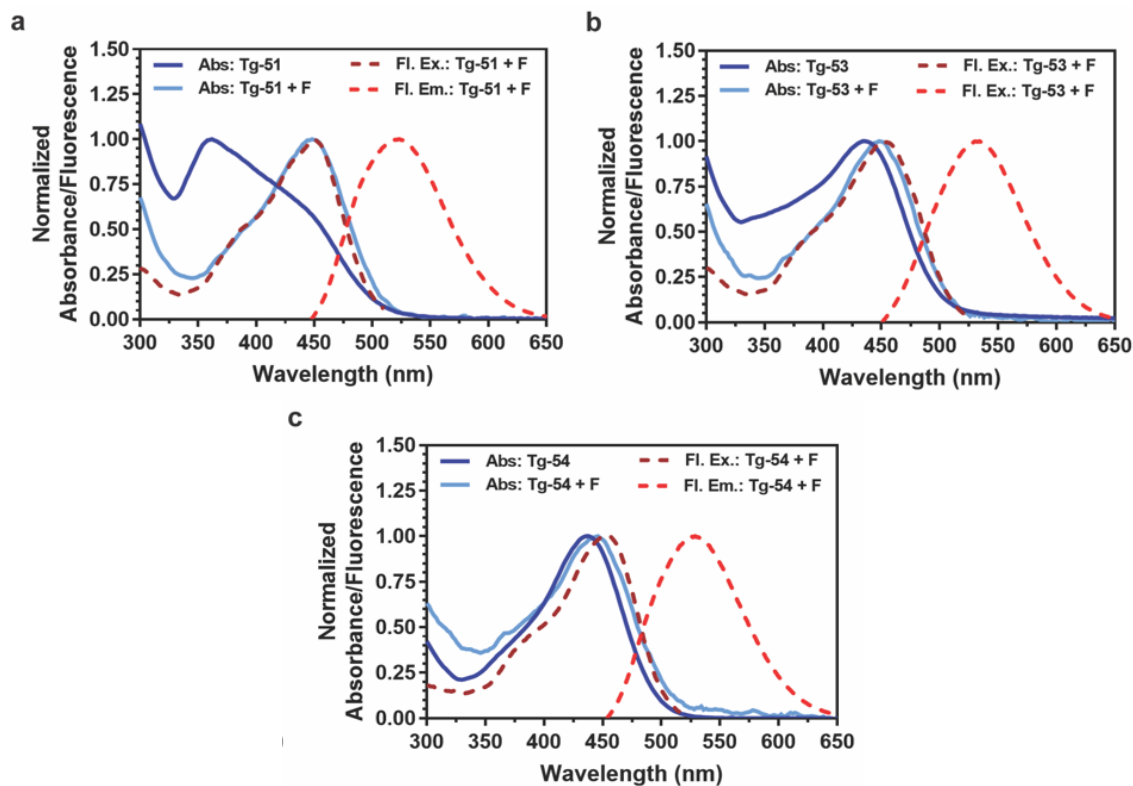 a
1.50
1.25
1.00
0.75
0.50
0.25
0.00
Normalized
Absorbance/Fluorescence
Abs: Tg-51
Abs: Tg-51 + F
Fl. Ex.: Tg-51 + F
Fl. Em.: Tg-51 + F
300 350 400 450 500 550 600 650
Wavelength (nm)
b
1.50
1.25
1.00
0.75
0.50
0.25
0.00
Normalized
Absorbance/Fluorescence
Abs: Tg-53
Abs: Tg-53 + F
Fl. Ex.: Tg-53 + F
Fl. Ex.: Tg-53 + F
300 350 400 450 500 550 600 650
Wavelength (nm)
c
1.50
1.25
1.00
0.75
0.50
0.25
0.00
Normalized
Absorbance/Fluorescence
Abs: Tg-54
Abs: Tg-54 + F
Fl. Ex.: Tg-54 + F
Fl. Em.: Tg-54 + F
300 350 400 450 500 550 600 650
Wavelength (nm)